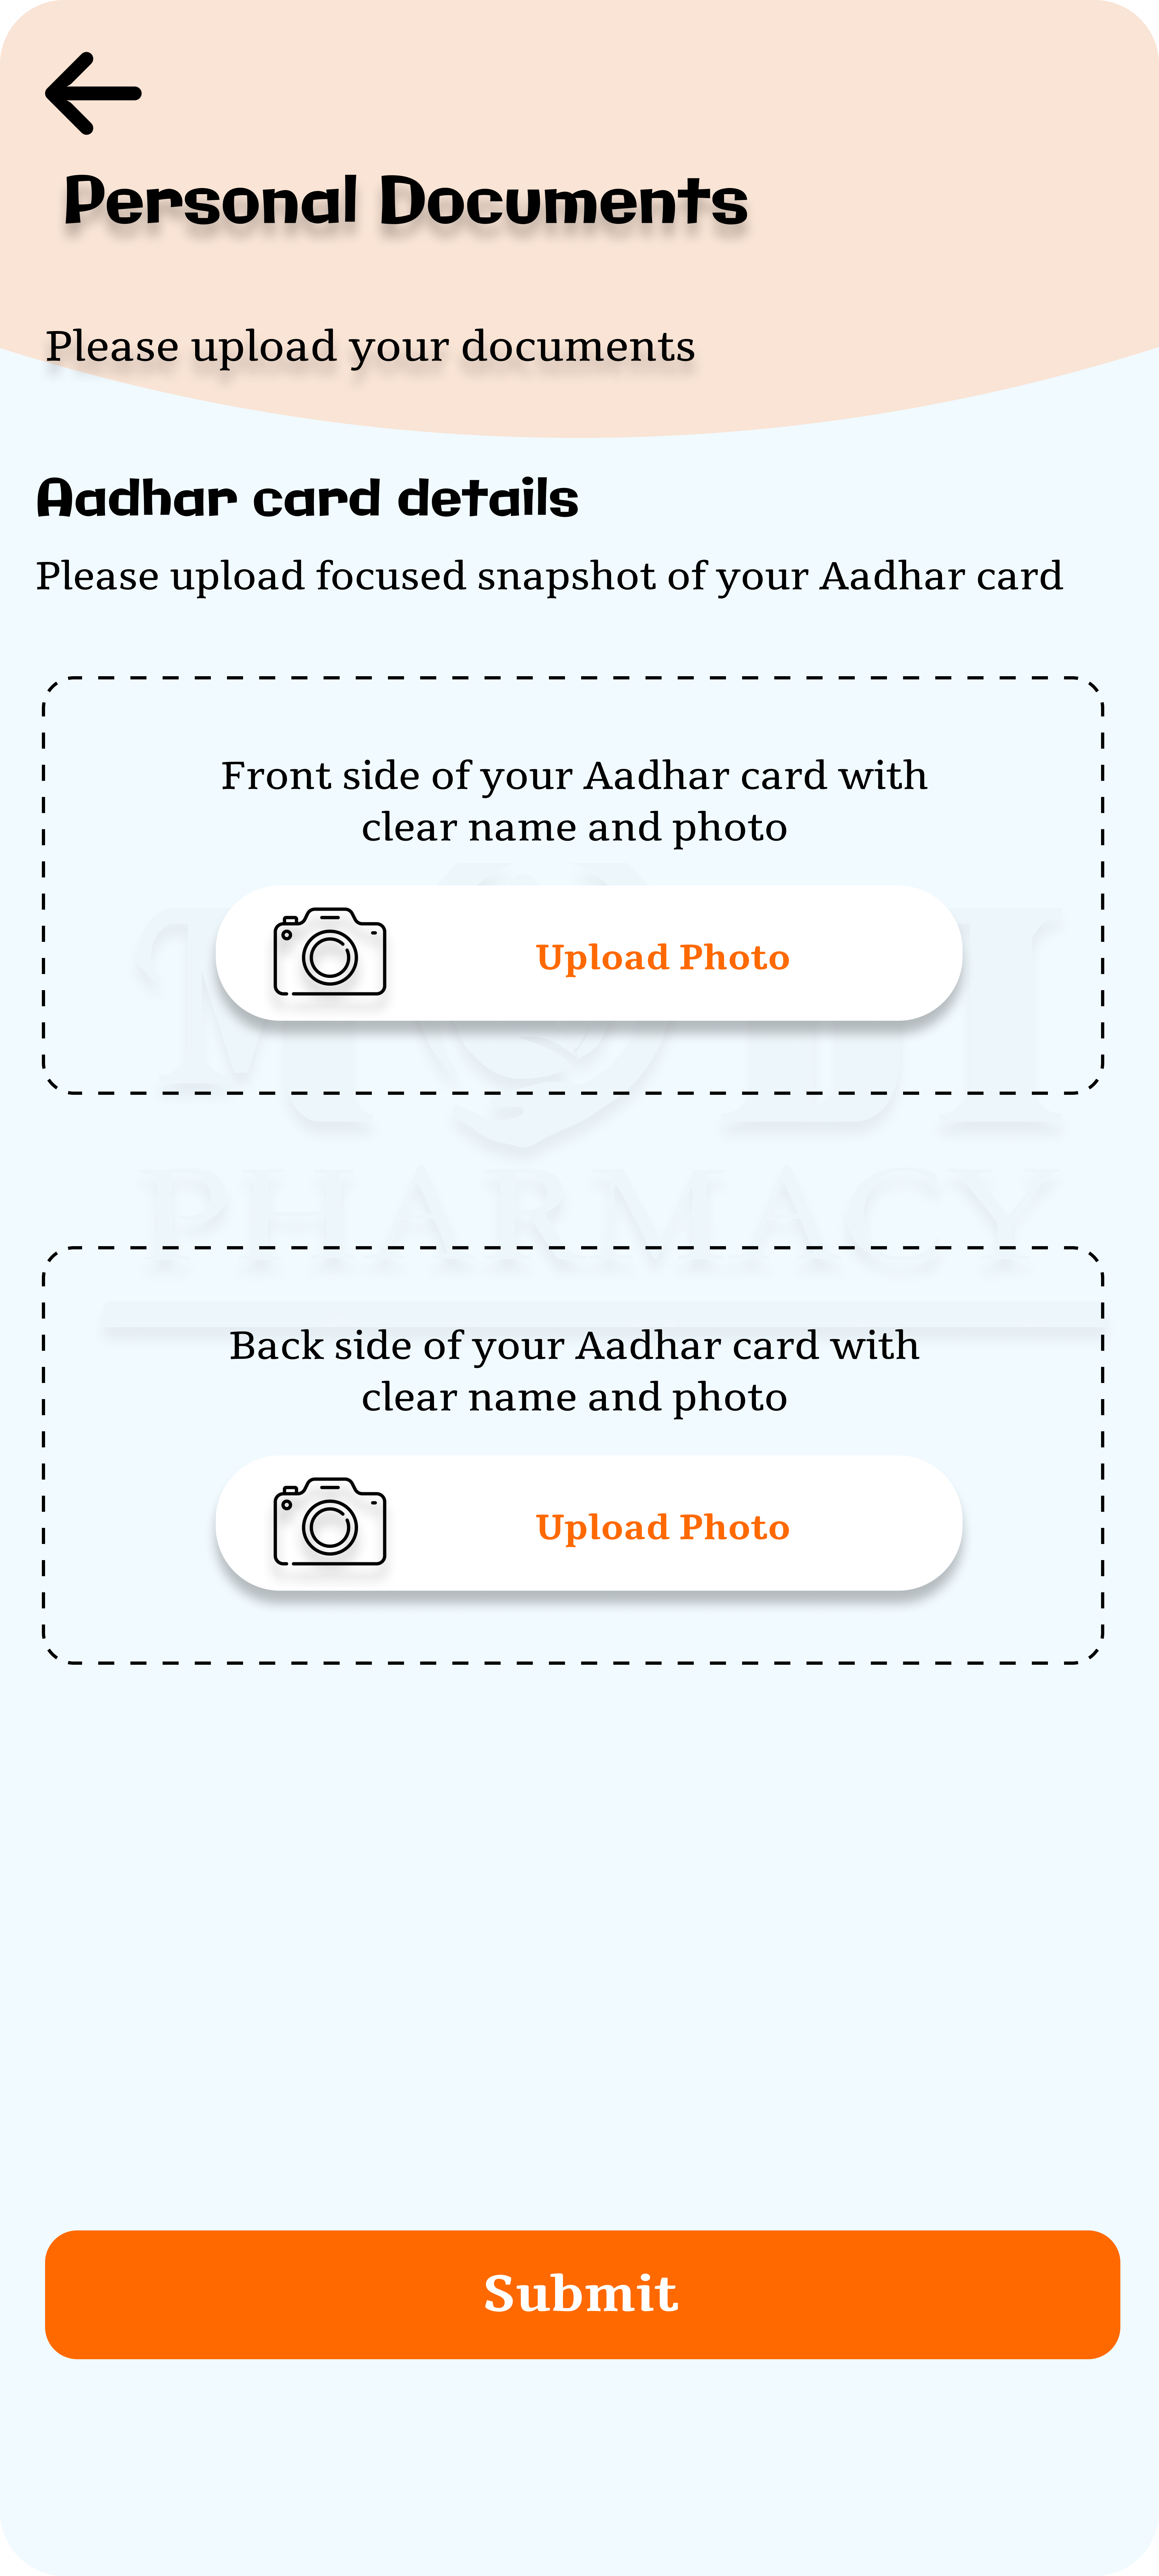 Personal Documents
Please upload your documents
Aadhar card details
Please upload focused snapshot of your Aadhar card
Front side of your Aadhar card with
clear name and photo
Upload Photo
PHARMACY
Back side of your Aadhar card with
clear name and photo
Upload Photo
Submit